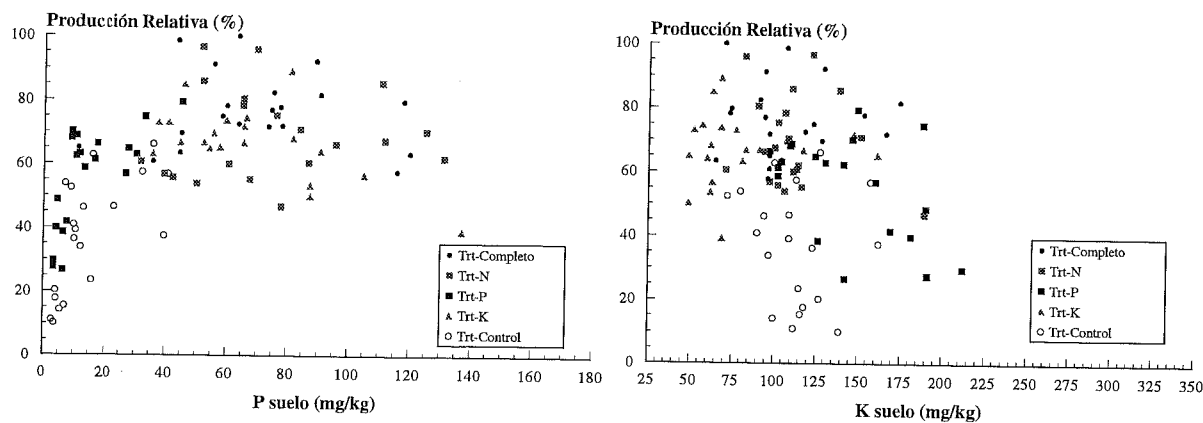 Producción Relativa (%)
100
80
60
40
20
0
Trt-Completo
Trt-N
Trt-P
Trt-K
Trt-Control
0 20 40 60 80 100 120 140 160 180
P suelo (mg/kg)
Producción Relativa (%)
100
80
60
40
20
0
Trt-Completo
Trt-N
Trt-P
Trt-K
Trt-Control
25 50 75 100 125 150 175 200 225 250 275 300 325 350
K suelo (mg/kg)